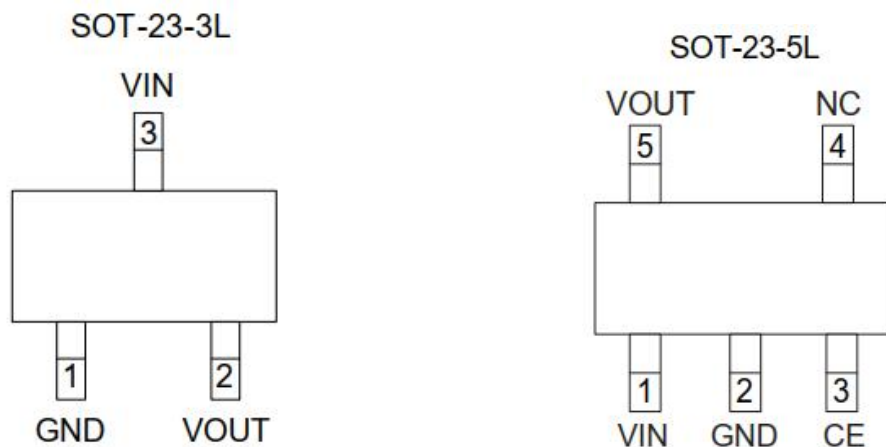 SOT-23-3L
VIN
3
1
2
GND VOUT
SOT-23-5L
VOUT NC
5 4
1 2 3
VIN GND CE